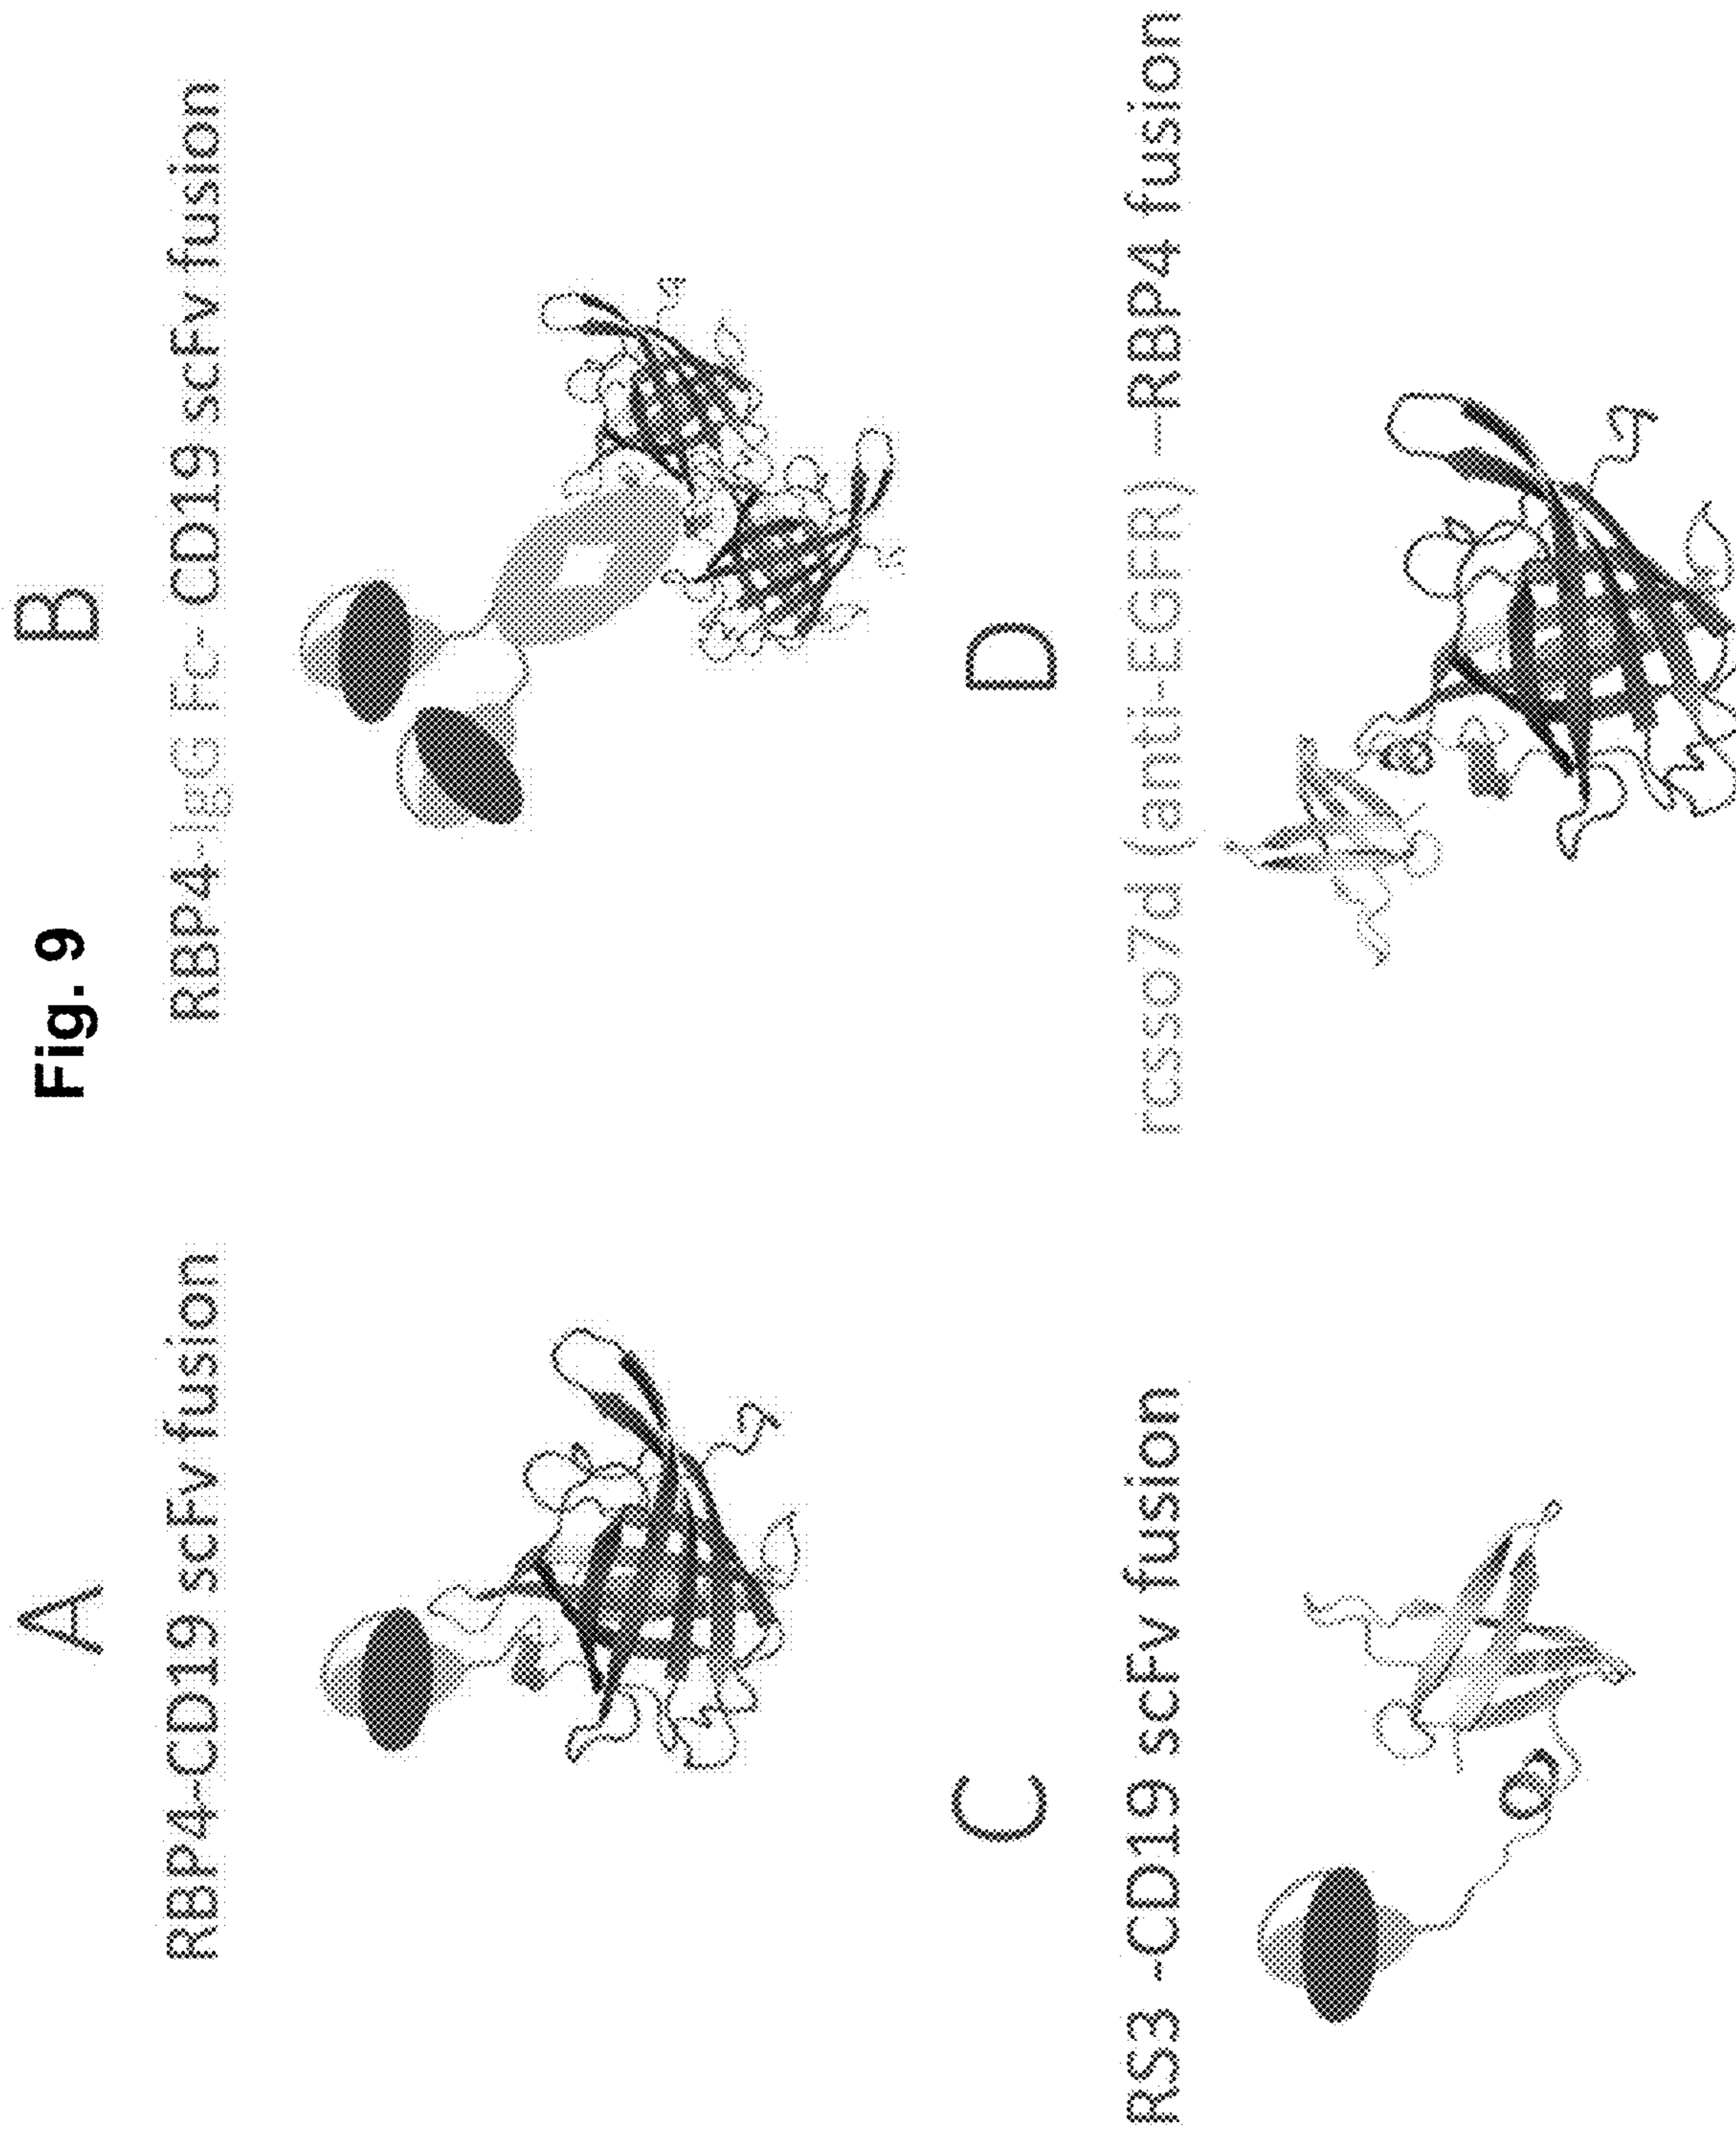 Fig. 9
A
RBP4-CD19 scFv fusion
B
RBP4-IgG Fc- CD19 scFv fusion
C
RS3 -CD19 scFv fusion
D
rcsso7d (anti-EGFR) --RBP4 fusion